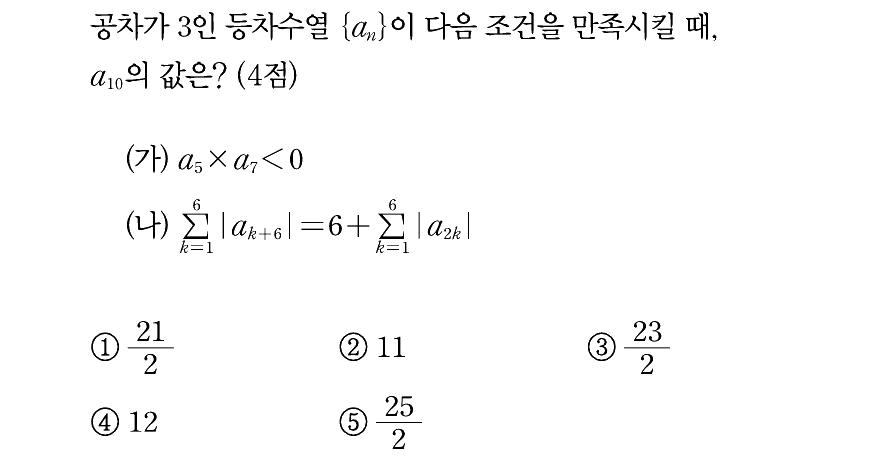 공차가 3인 등차수열 {aₙ}이 다음 조건을 만족시킬 때,
a₁₀의 값은? (4점)
(가) a₅×a₇<0
(나) ∑_{k=1}^{6} |a_{k+6}|=6+∑_{k=1}^{6} |a_{2k}|
① 21/2 ② 11 ③ 23/2
④ 12 ⑤ 25/2